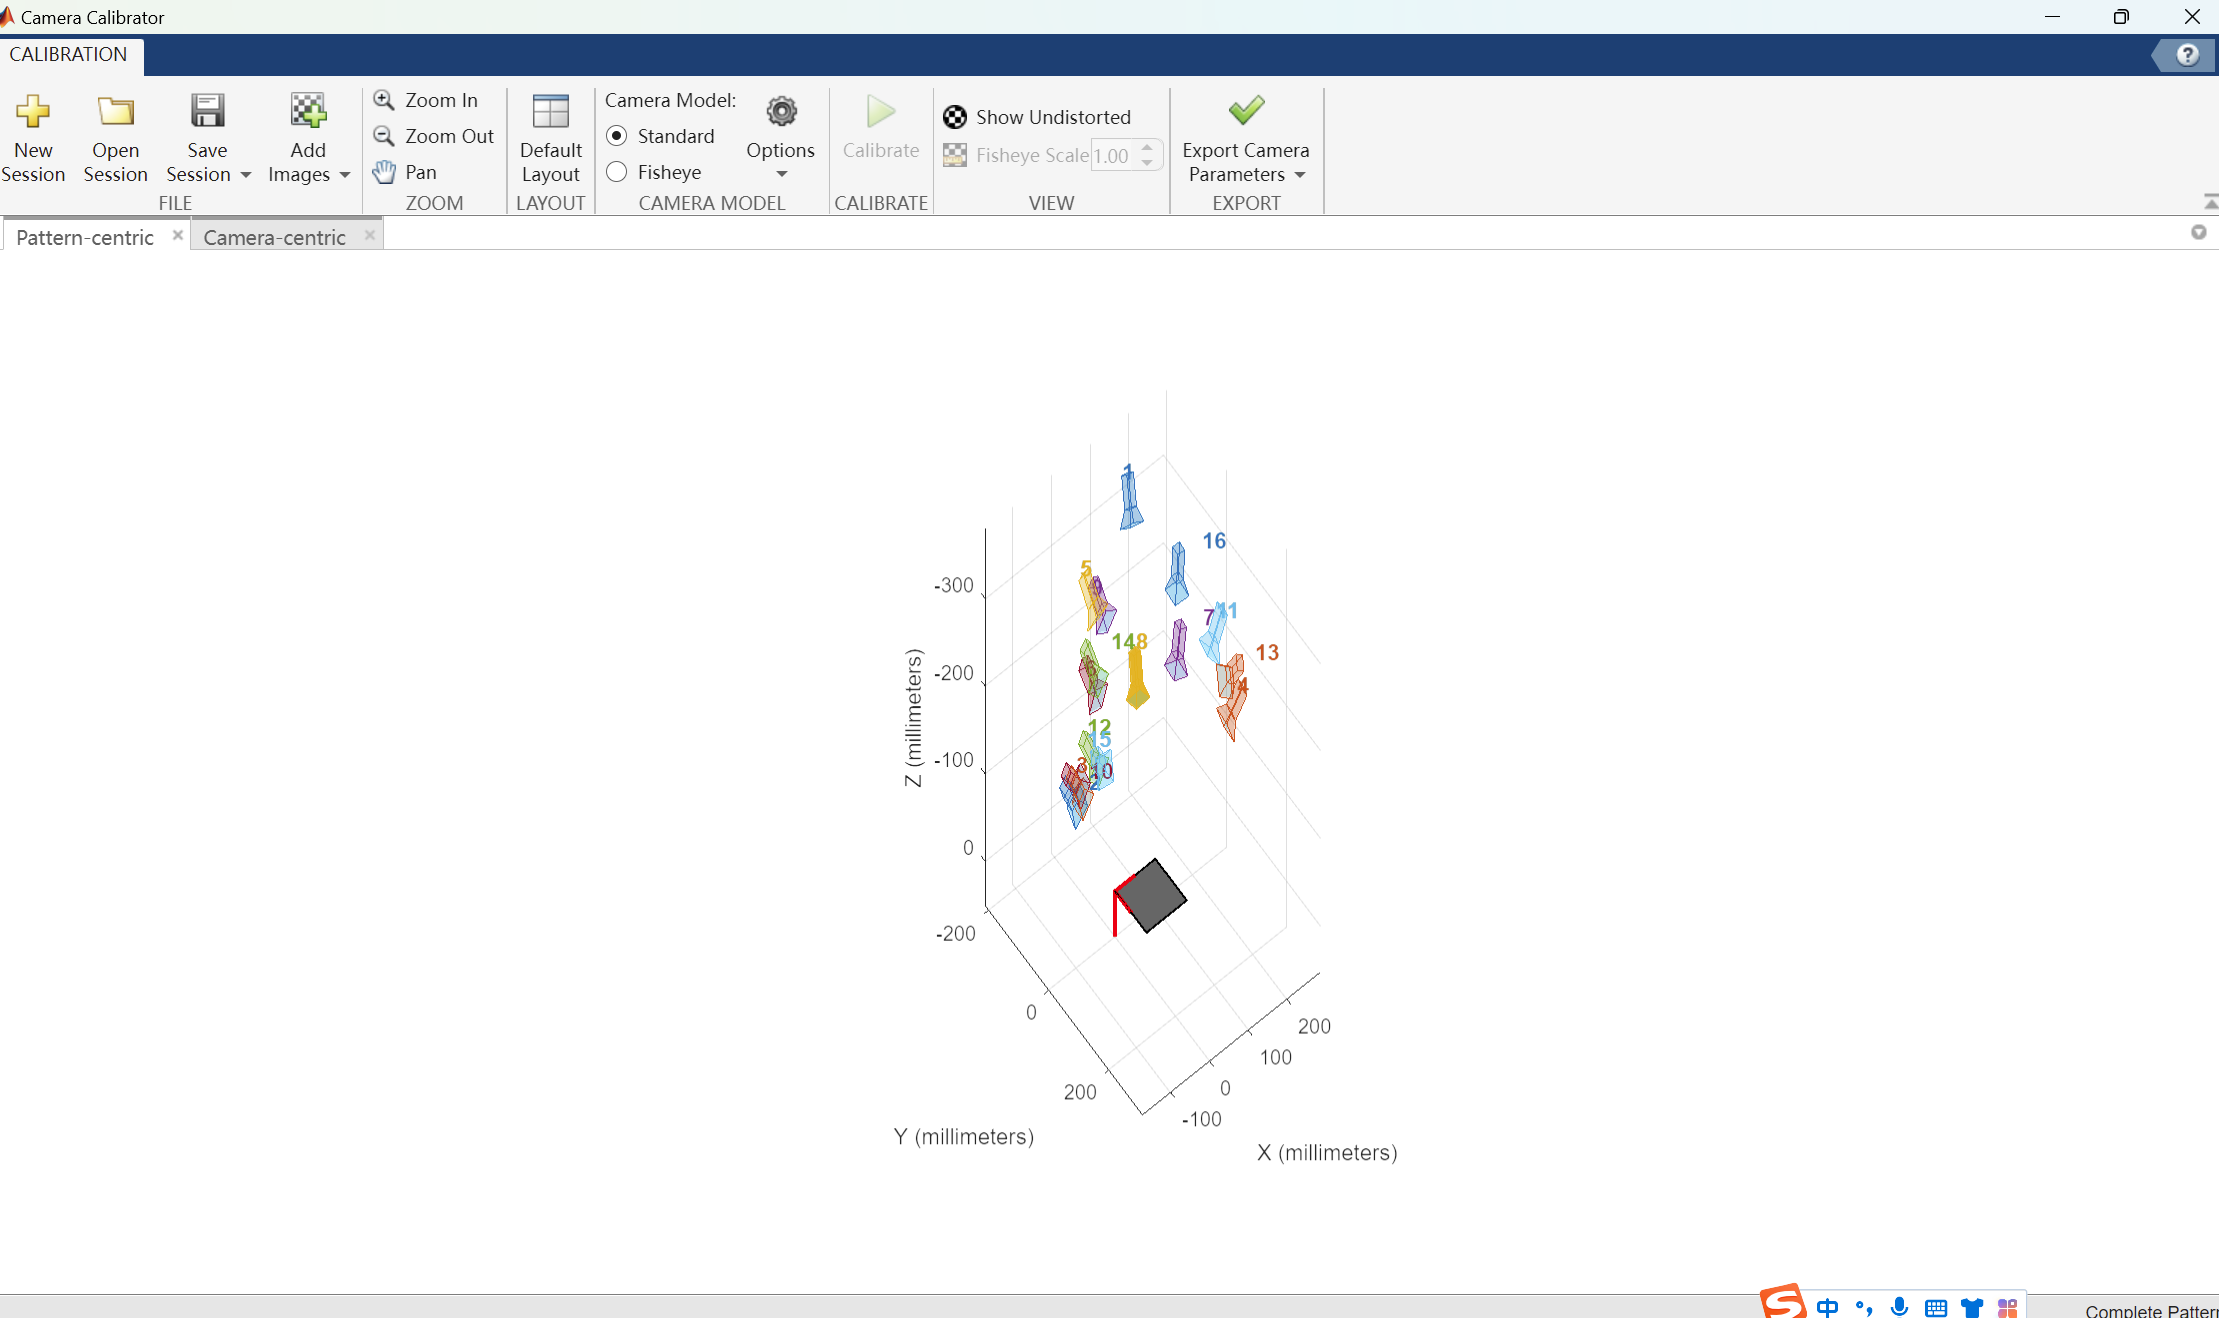 Camera Calibrator
CALIBRATION
New Session
Open Session
Save Session
Add Images
FILE
Zoom In
Zoom Out
Pan
ZOOM
Default Layout
LAYOUT
Camera Model:
Standard
Fisheye
Options
CAMERA MODEL
Calibrate
CALIBRATE
Show Undistorted
Fisheye Scale 1.00
VIEW
Export Camera Parameters
EXPORT
Pattern-centric
Camera-centric
1
16
5
7
11
148
13
4
12
15
3
10
2
-300
-200
-100
0
Z (millimeters)
-200
0
200
Y (millimeters)
200
100
0
-100
X (millimeters)
中
Complete Patter